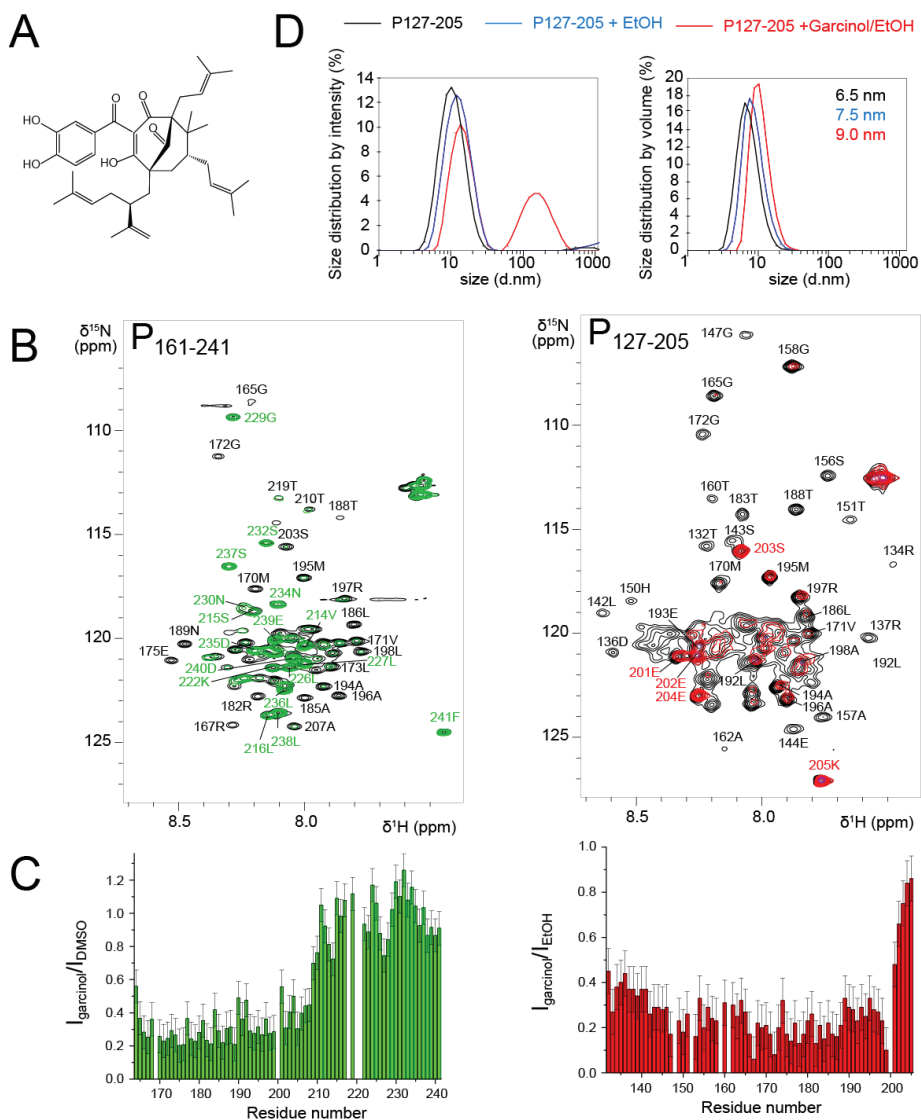 A
HO
OH
O
O
O
HO
D
P127-205
P127-205 + EtOH
P127-205 +Garcinol/EtOH
Size distribution by intensity (%)
14
12
10
8
6
4
2
0
1 10 100 1000
size (d.nm)
Size distribution by volume (%)
20
18
16
14
12
10
8
6
4
2
0
1 10 100 1000
size (d.nm)
6.5 nm
7.5 nm
9.0 nm
B
δ15N
(ppm)
P161-241
110
115
120
125
8.5 8.0
δ1H (ppm)
165G
229G
172G
219T
210T
188T
232S
203S
237S
170M
195M
230N
234N
197R
215S
239E
214V
186L
189N
235D
171V
175E
198L
240D
227L
222K
226L
173L
194A
182R
236L
185A
196A
167R
238L
207A
216L
241F
δ15N
(ppm)
P127-205
110
115
120
125
8.5 8.0
δ1H (ppm)
147G
158G
165G
172G
156S
160T
183T
188T
151T
132T
143S
203S
134R
170M
195M
150H
197R
142L
193E
186L
137R
136D
171V
201E
198A
192L
202E
192L
204E
194A
196A
157A
162A
144E
205K
C
Igarcinol/IDMSO
1.2
1.0
0.8
0.6
0.4
0.2
0.0
170 180 190 200 210 220 230 240
Residue number
Igarcinol/IEtOH
1.0
0.8
0.6
0.4
0.2
0.0
140 150 160 170 180 190 200
Residue number